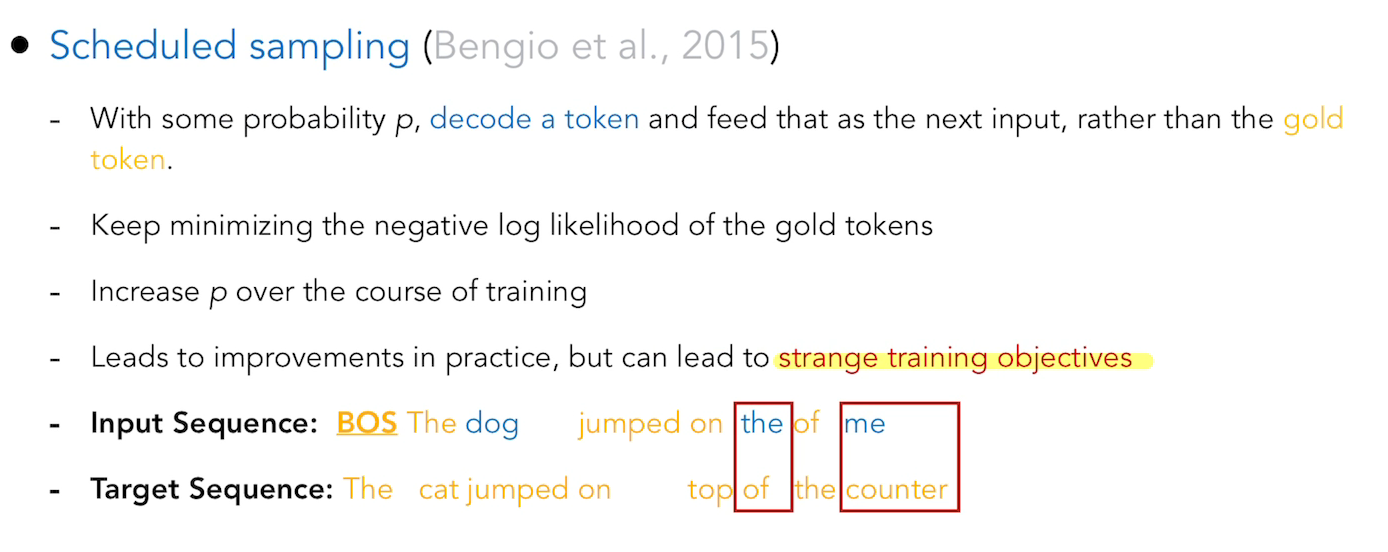 ● Scheduled sampling (Bengio et al., 2015)
- With some probability p, decode a token and feed that as the next input, rather than the gold
token.
- Keep minimizing the negative log likelihood of the gold tokens
- Increase p over the course of training
- Leads to improvements in practice, but can lead to strange training objectives
- Input Sequence: BOS The dog jumped on the of me
- Target Sequence: The cat jumped on top of the counter